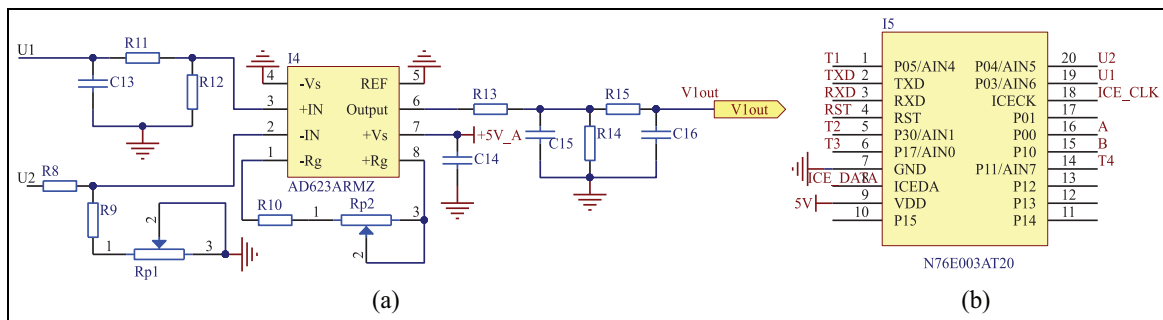 U1
R11
C13
R12
I4
4 -Vs REF 5
3 +IN Output 6
2 -IN +Vs 7
1 -Rg +Rg 8
AD623ARMZ
+5V_A
C14
U2
R8
R9
1 2 3
Rp1
R10
1 Rp2 3
2
R13
R15
C15
R14
C16
V1out
V1out
(a)
I5
T1 1 P05/AIN4 P04/AIN5 20 U2
TXD 2 TXD P03/AIN6 19 U1
RXD 3 RXD ICECK 18 ICE_CLK
RST 4 RST P01 17
T2 5 P30/AIN1 P00 16 A
T3 6 P17/AIN0 P10 15 B
7 GND P11/AIN7 14 T4
ICE_DATA 8 ICEDA P12 13
5V 9 VDD P13 12
10 P15 P14 11
N76E003AT20
(b)